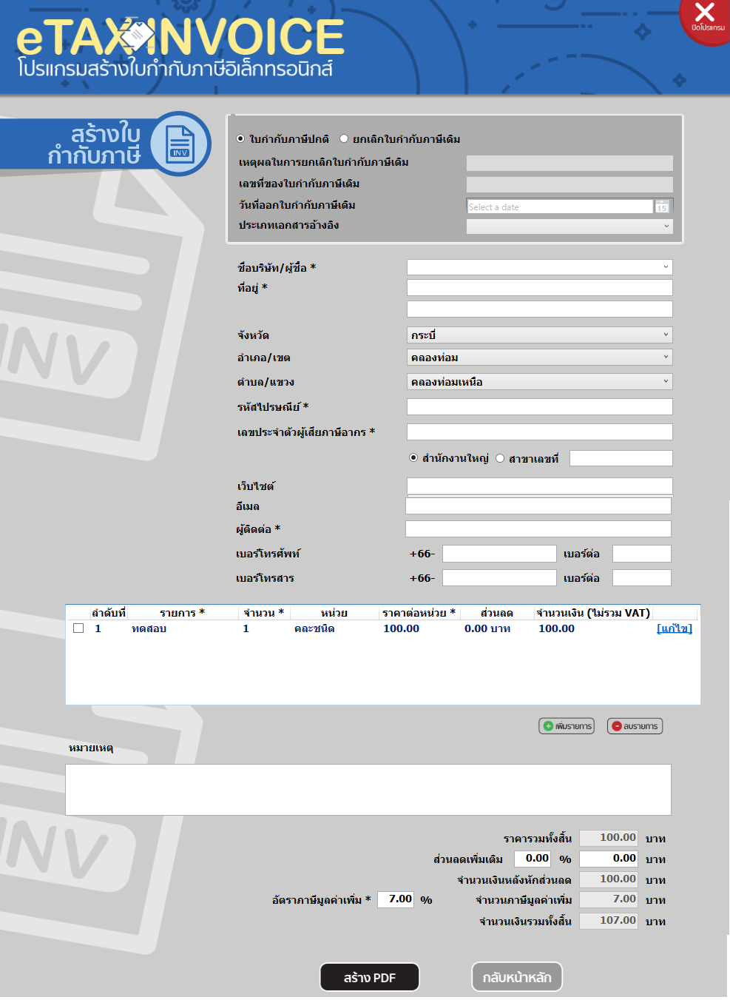 eTAX INVOICE
โปรแกรมสร้างใบกำกับภาษีอิเล็กทรอนิกส์
ปิดโปรแกรม
สร้างใบ
กำกับภาษี
INV
ใบกำกับภาษีปกติ ยกเลิกใบกำกับภาษีเดิม
เหตุผลในการยกเลิกใบกำกับภาษีเดิม
เลขที่ของใบกำกับภาษีเดิม
วันที่ออกใบกำกับภาษีเดิม Select a date 15
ประเภทเอกสารอ้างอิง
ชื่อบริษัท/ผู้ซื้อ *
ที่อยู่ *
จังหวัด กระบี่
อำเภอ/เขต คลองท่อม
ตำบล/แขวง คลองท่อมเหนือ
รหัสไปรษณีย์ *
เลขประจำตัวผู้เสียภาษีอากร *
สำนักงานใหญ่ สาขาเลขที่
เว็บไซต์
อีเมล
ผู้ติดต่อ *
เบอร์โทรศัพท์ +66- เบอร์ต่อ
เบอร์โทรสาร +66- เบอร์ต่อ
ลำดับที่ รายการ * จำนวน * หน่วย ราคาต่อหน่วย * ส่วนลด จำนวนเงิน (ไม่รวม VAT)
1 ทดสอบ 1 คละชนิด 100.00 0.00 บาท 100.00 [แก้ไข]
เพิ่มรายการ ลบรายการ
หมายเหตุ
ราคารวมทั้งสิ้น 100.00 บาท
ส่วนลดเพิ่มเติม 0.00 % 0.00 บาท
จำนวนเงินหลังหักส่วนลด 100.00 บาท
อัตราภาษีมูลค่าเพิ่ม * 7.00 % จำนวนภาษีมูลค่าเพิ่ม 7.00 บาท
จำนวนเงินรวมทั้งสิ้น 107.00 บาท
สร้าง PDF กลับหน้าหลัก
INV
INV